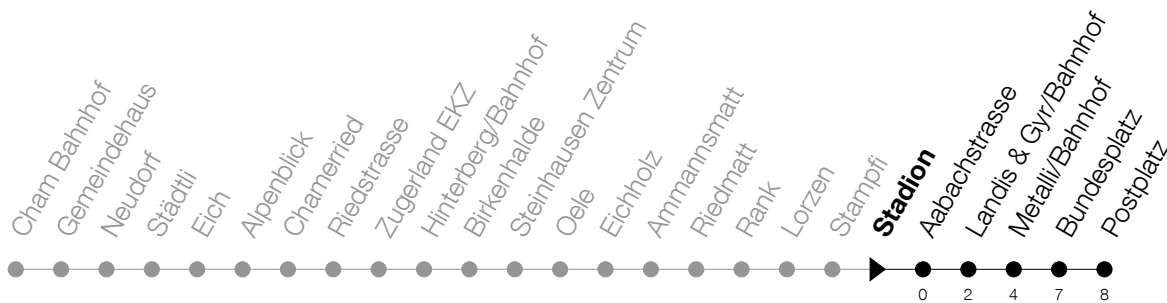 Cham Bahnhof
Gemeindehaus
Neudorf
Städtli
Eich
Alpenblick
Chamerried
Riedstrasse
Zugerland EKZ
Hinterberg/Bahnhof
Birkenhalde
Steinhausen Zentrum
Oele
Eichholz
Ammannsmatt
Riedmatt
Rank
Lorzen
Stampfi
Stadion
Aabachstrasse
Landis & Gyr/Bahnhof
Metalli/Bahnhof
Bundesplatz
Postplatz
0 2 4 7 8